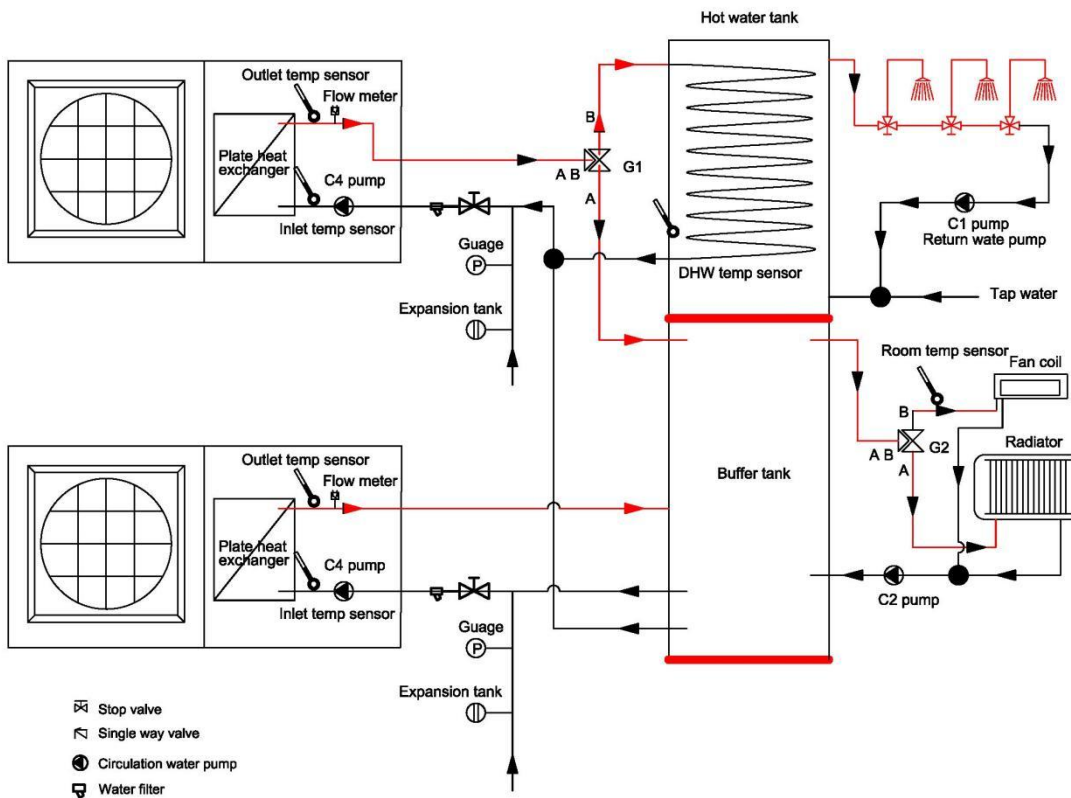 Hot water tank
Outlet temp sensor
Flow meter
Plate heat
exchanger
C4 pump
Inlet temp sensor
B
A B
G1
A
Guage
P
Expansion tank
DHW temp sensor
C1 pump
Return wate pump
Tap water
Room temp sensor
Fan coil
B
A B
G2
A
Radiator
Buffer tank
C2 pump
Outlet temp sensor
Flow meter
Plate heat
exchanger
C4 pump
Inlet temp sensor
Guage
P
Expansion tank
Stop valve
Single way valve
Circulation water pump
Water filter